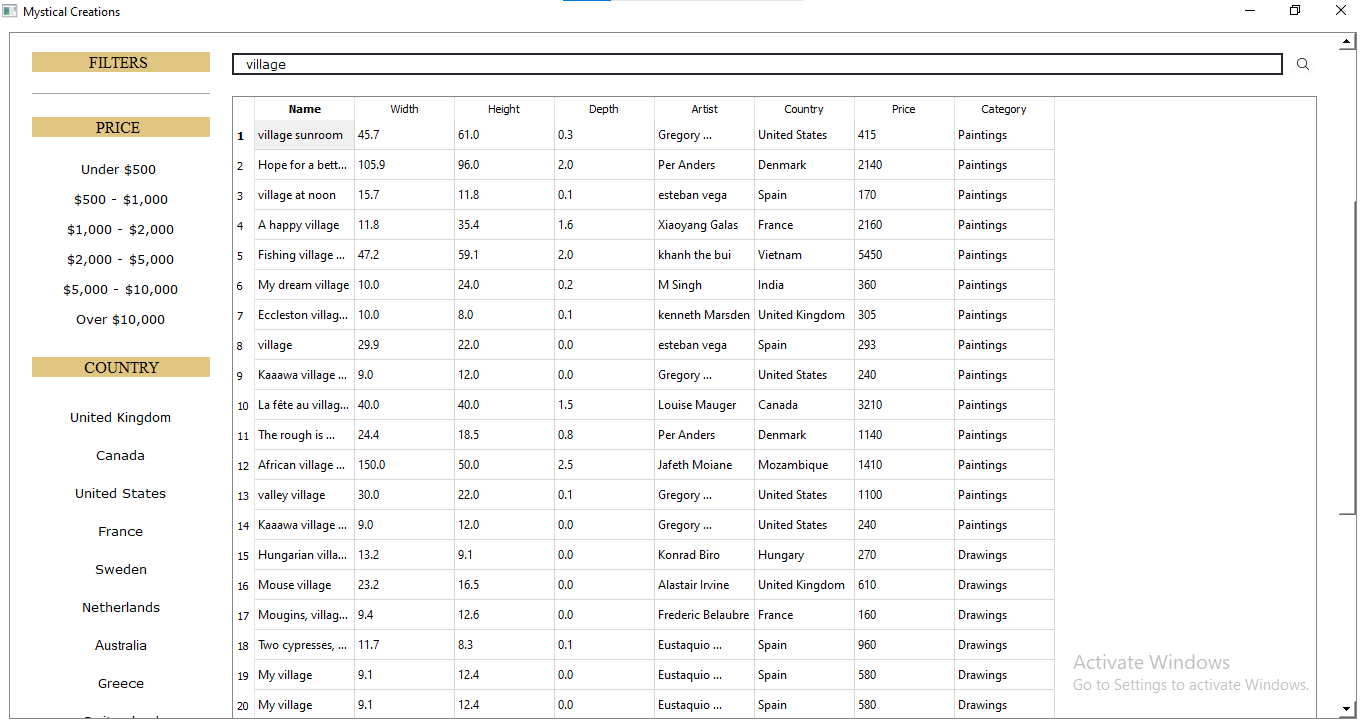 Mystical Creations
FILTERS
village
PRICE
Under $500
$500 - $1,000
$1,000 - $2,000
$2,000 - $5,000
$5,000 - $10,000
Over $10,000
COUNTRY
United Kingdom
Canada
United States
France
Sweden
Netherlands
Australia
Greece
Name Width Height Depth Artist Country Price Category
1 village sunroom 45.7 61.0 0.3 Gregory ... United States 415 Paintings
2 Hope for a bett... 105.9 96.0 2.0 Per Anders Denmark 2140 Paintings
3 village at noon 15.7 11.8 0.1 esteban vega Spain 170 Paintings
4 A happy village 11.8 35.4 1.6 Xiaoyang Galas France 2160 Paintings
5 Fishing village ... 47.2 59.1 2.0 khanh the bui Vietnam 5450 Paintings
6 My dream village 10.0 24.0 0.2 M Singh India 360 Paintings
7 Eccleston villag... 10.0 8.0 0.1 kenneth Marsden United Kingdom 305 Paintings
8 village 29.9 22.0 0.0 esteban vega Spain 293 Paintings
9 Kaaawa village ... 9.0 12.0 0.0 Gregory ... United States 240 Paintings
10 La fête au villag... 40.0 40.0 1.5 Louise Mauger Canada 3210 Paintings
11 The rough is ... 24.4 18.5 0.8 Per Anders Denmark 1140 Paintings
12 African village ... 150.0 50.0 2.5 Jafeth Moiane Mozambique 1410 Paintings
13 valley village 30.0 22.0 0.1 Gregory ... United States 1100 Paintings
14 Kaaawa village ... 9.0 12.0 0.0 Gregory ... United States 240 Paintings
15 Hungarian villa... 13.2 9.1 0.0 Konrad Biro Hungary 270 Drawings
16 Mouse village 23.2 16.5 0.0 Alastair Irvine United Kingdom 610 Drawings
17 Mougins, villag... 9.4 12.6 0.0 Frederic Belaubre France 160 Drawings
18 Two cypresses, ... 11.7 8.3 0.1 Eustaquio ... Spain 960 Drawings
19 My village 9.1 12.4 0.0 Eustaquio ... Spain 580 Drawings
20 My village 9.1 12.4 0.0 Eustaquio ... Spain 580 Drawings
Activate Windows
Go to Settings to activate Windows.